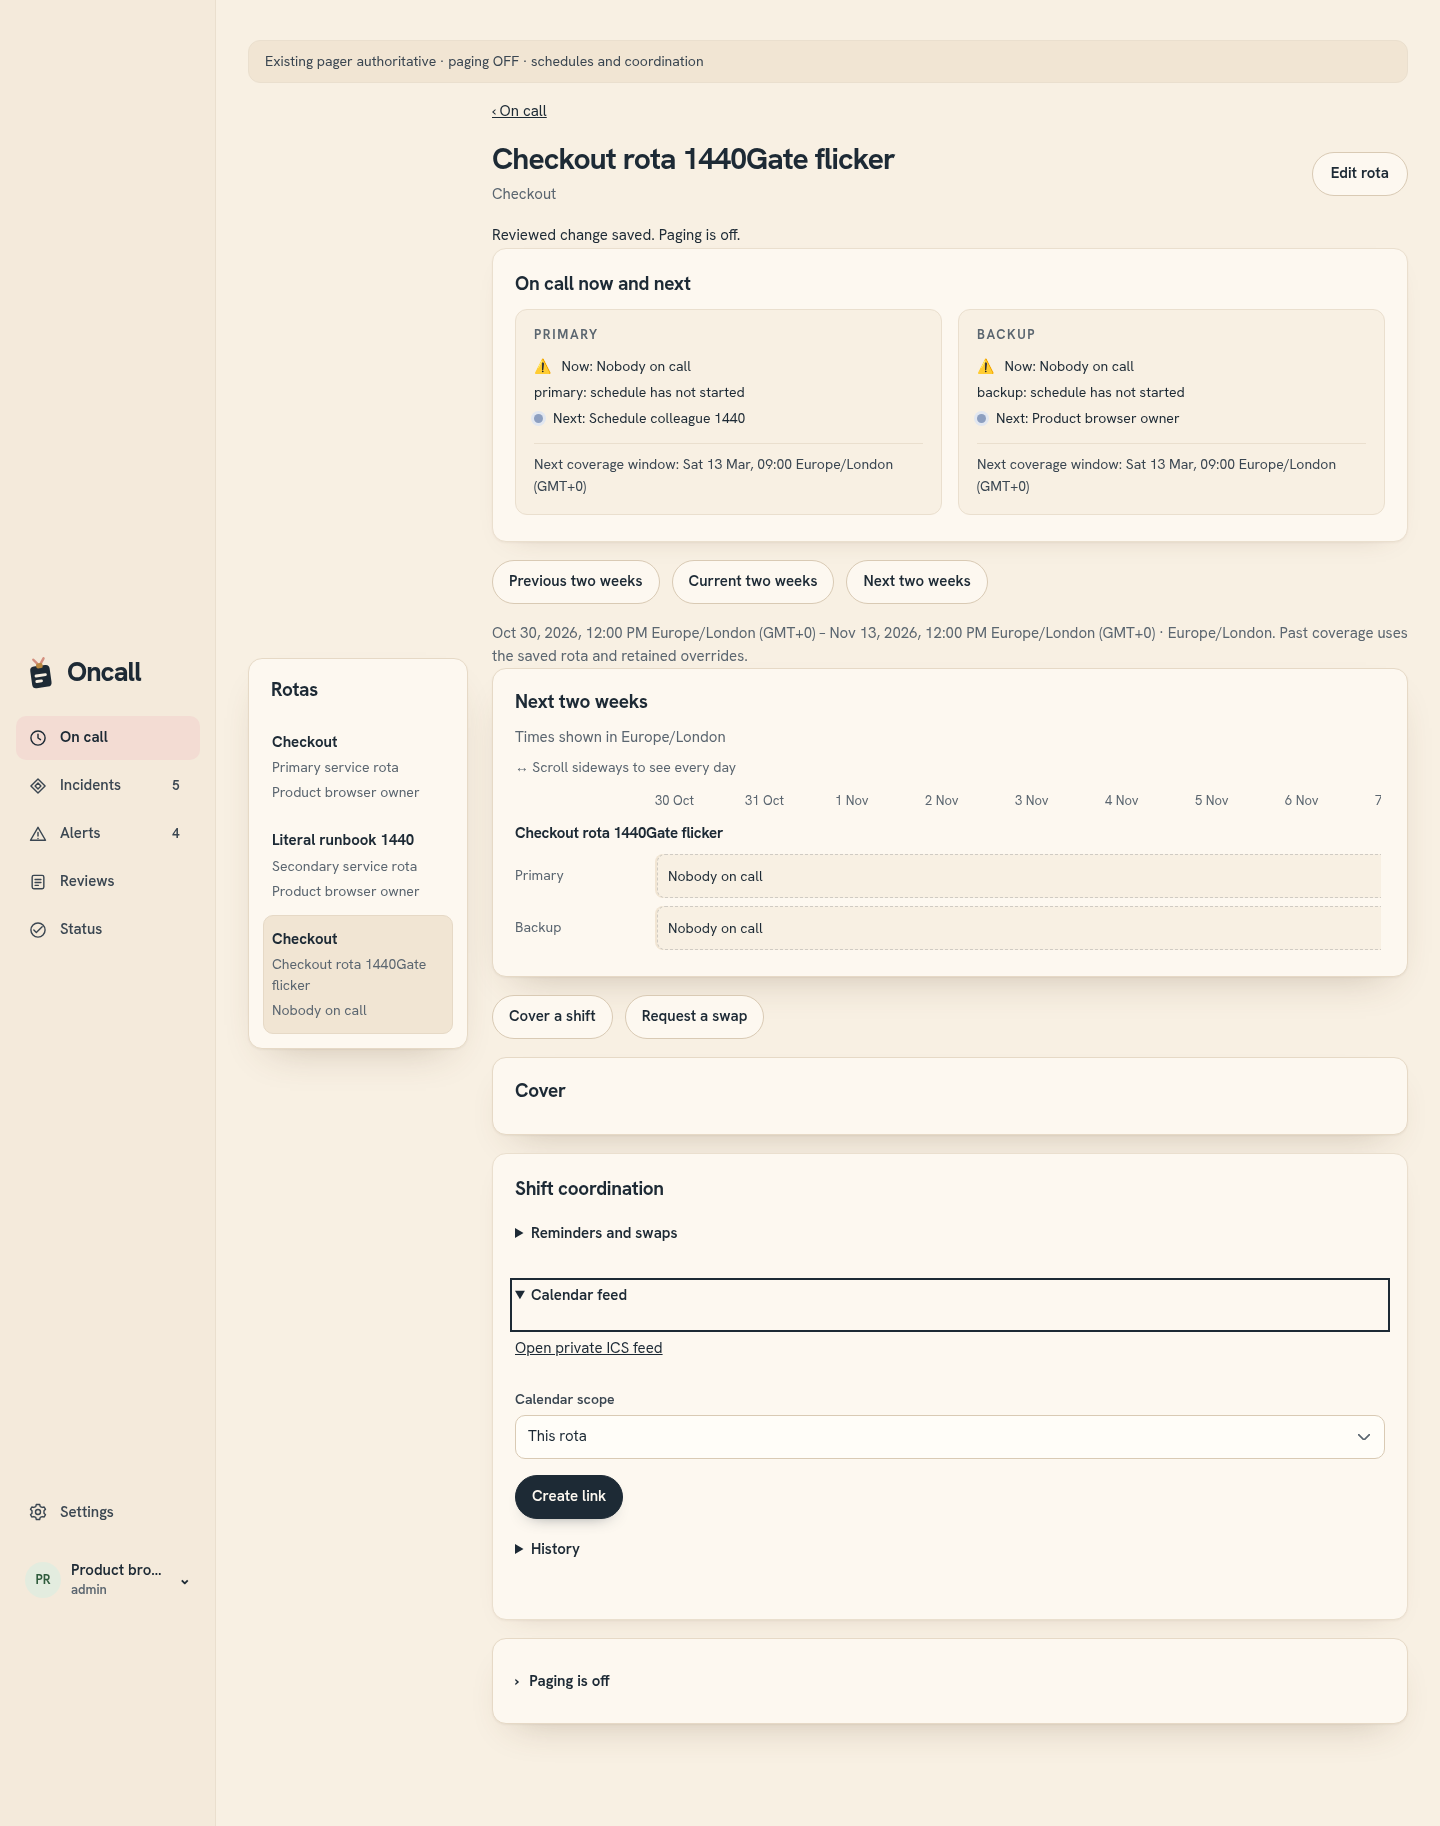 Existing pager authoritative · paging OFF · schedules and coordination
‹ On call
Checkout rota 1440Gate flicker
Checkout
Edit rota
Reviewed change saved. Paging is off.
On call now and next
PRIMARY
⚠️ Now: Nobody on call
primary: schedule has not started
Next: Schedule colleague 1440
Next coverage window: Sat 13 Mar, 09:00 Europe/London
(GMT+0)
BACKUP
⚠️ Now: Nobody on call
backup: schedule has not started
Next: Product browser owner
Next coverage window: Sat 13 Mar, 09:00 Europe/London
(GMT+0)
Previous two weeks
Current two weeks
Next two weeks
Oct 30, 2026, 12:00 PM Europe/London (GMT+0) – Nov 13, 2026, 12:00 PM Europe/London (GMT+0) · Europe/London. Past coverage uses
the saved rota and retained overrides.
Oncall
On call
Incidents 5
Alerts 4
Reviews
Status
Rotas
Checkout
Primary service rota
Product browser owner
Literal runbook 1440
Secondary service rota
Product browser owner
Checkout
Checkout rota 1440Gate
flicker
Nobody on call
Next two weeks
Times shown in Europe/London
↔ Scroll sideways to see every day
30 Oct 31 Oct 1 Nov 2 Nov 3 Nov 4 Nov 5 Nov 6 Nov 7
Checkout rota 1440Gate flicker
Primary Nobody on call
Backup Nobody on call
Cover a shift
Request a swap
Cover
Shift coordination
▶ Reminders and swaps
▼ Calendar feed
Open private ICS feed
Calendar scope
This rota
Create link
▶ History
Settings
PR
Product bro…
admin
› Paging is off